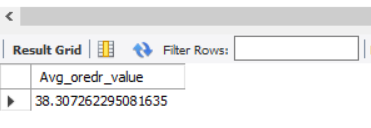 Result Grid Filter Rows:
Avg_oredr_value
38.307262295081635